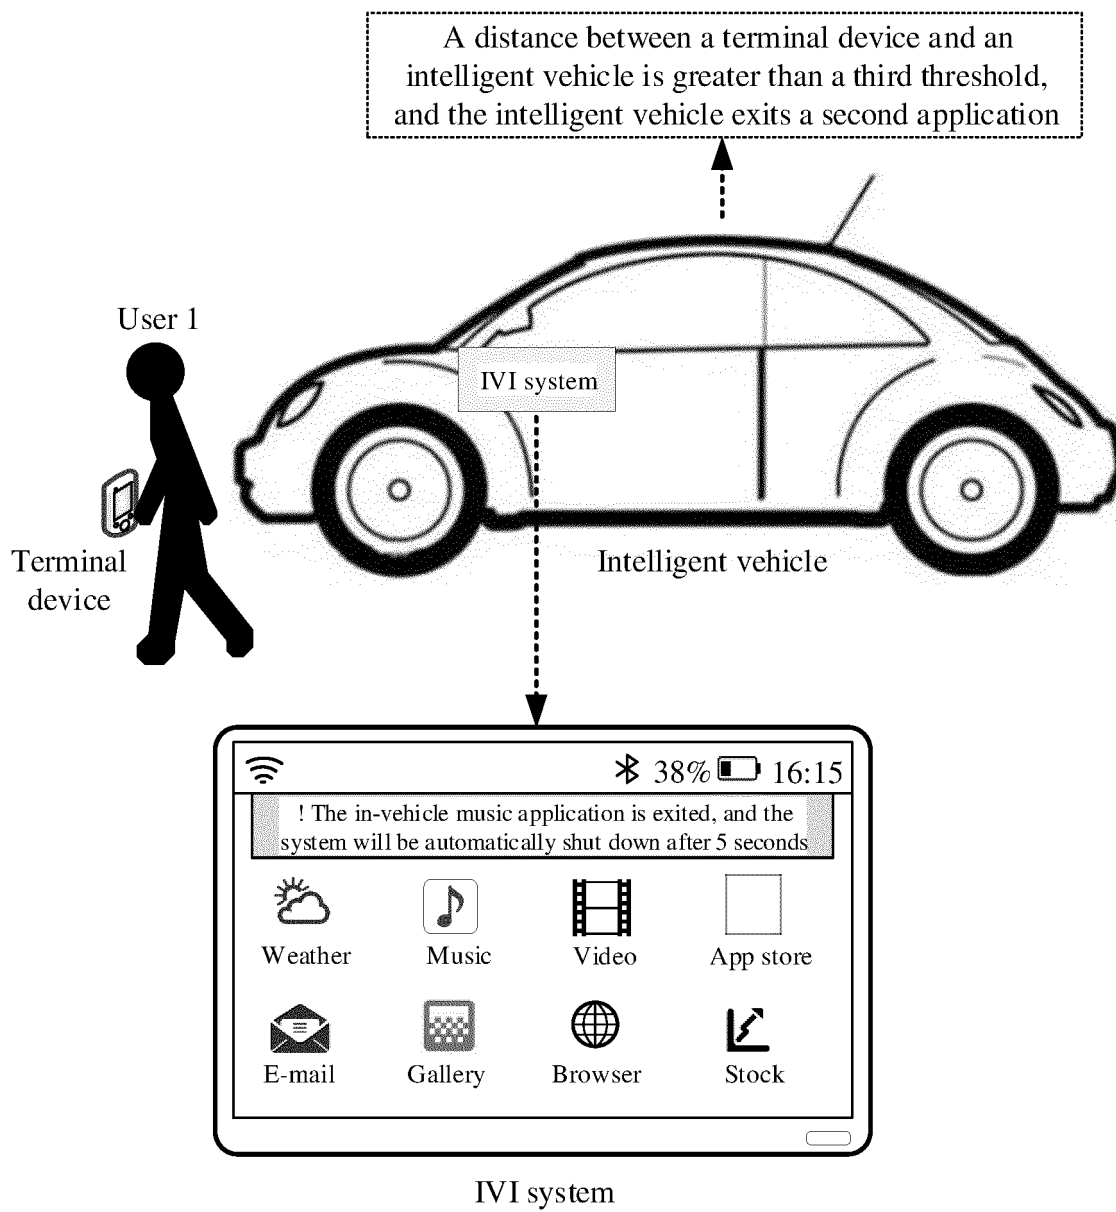 A distance between a terminal device and an
intelligent vehicle is greater than a third threshold,
and the intelligent vehicle exits a second application
User 1
IVI system
Terminal
device
Intelligent vehicle
38% 16:15
! The in-vehicle music application is exited, and the
system will be automatically shut down after 5 seconds
Weather Music Video App store
E-mail Gallery Browser Stock
IVI system